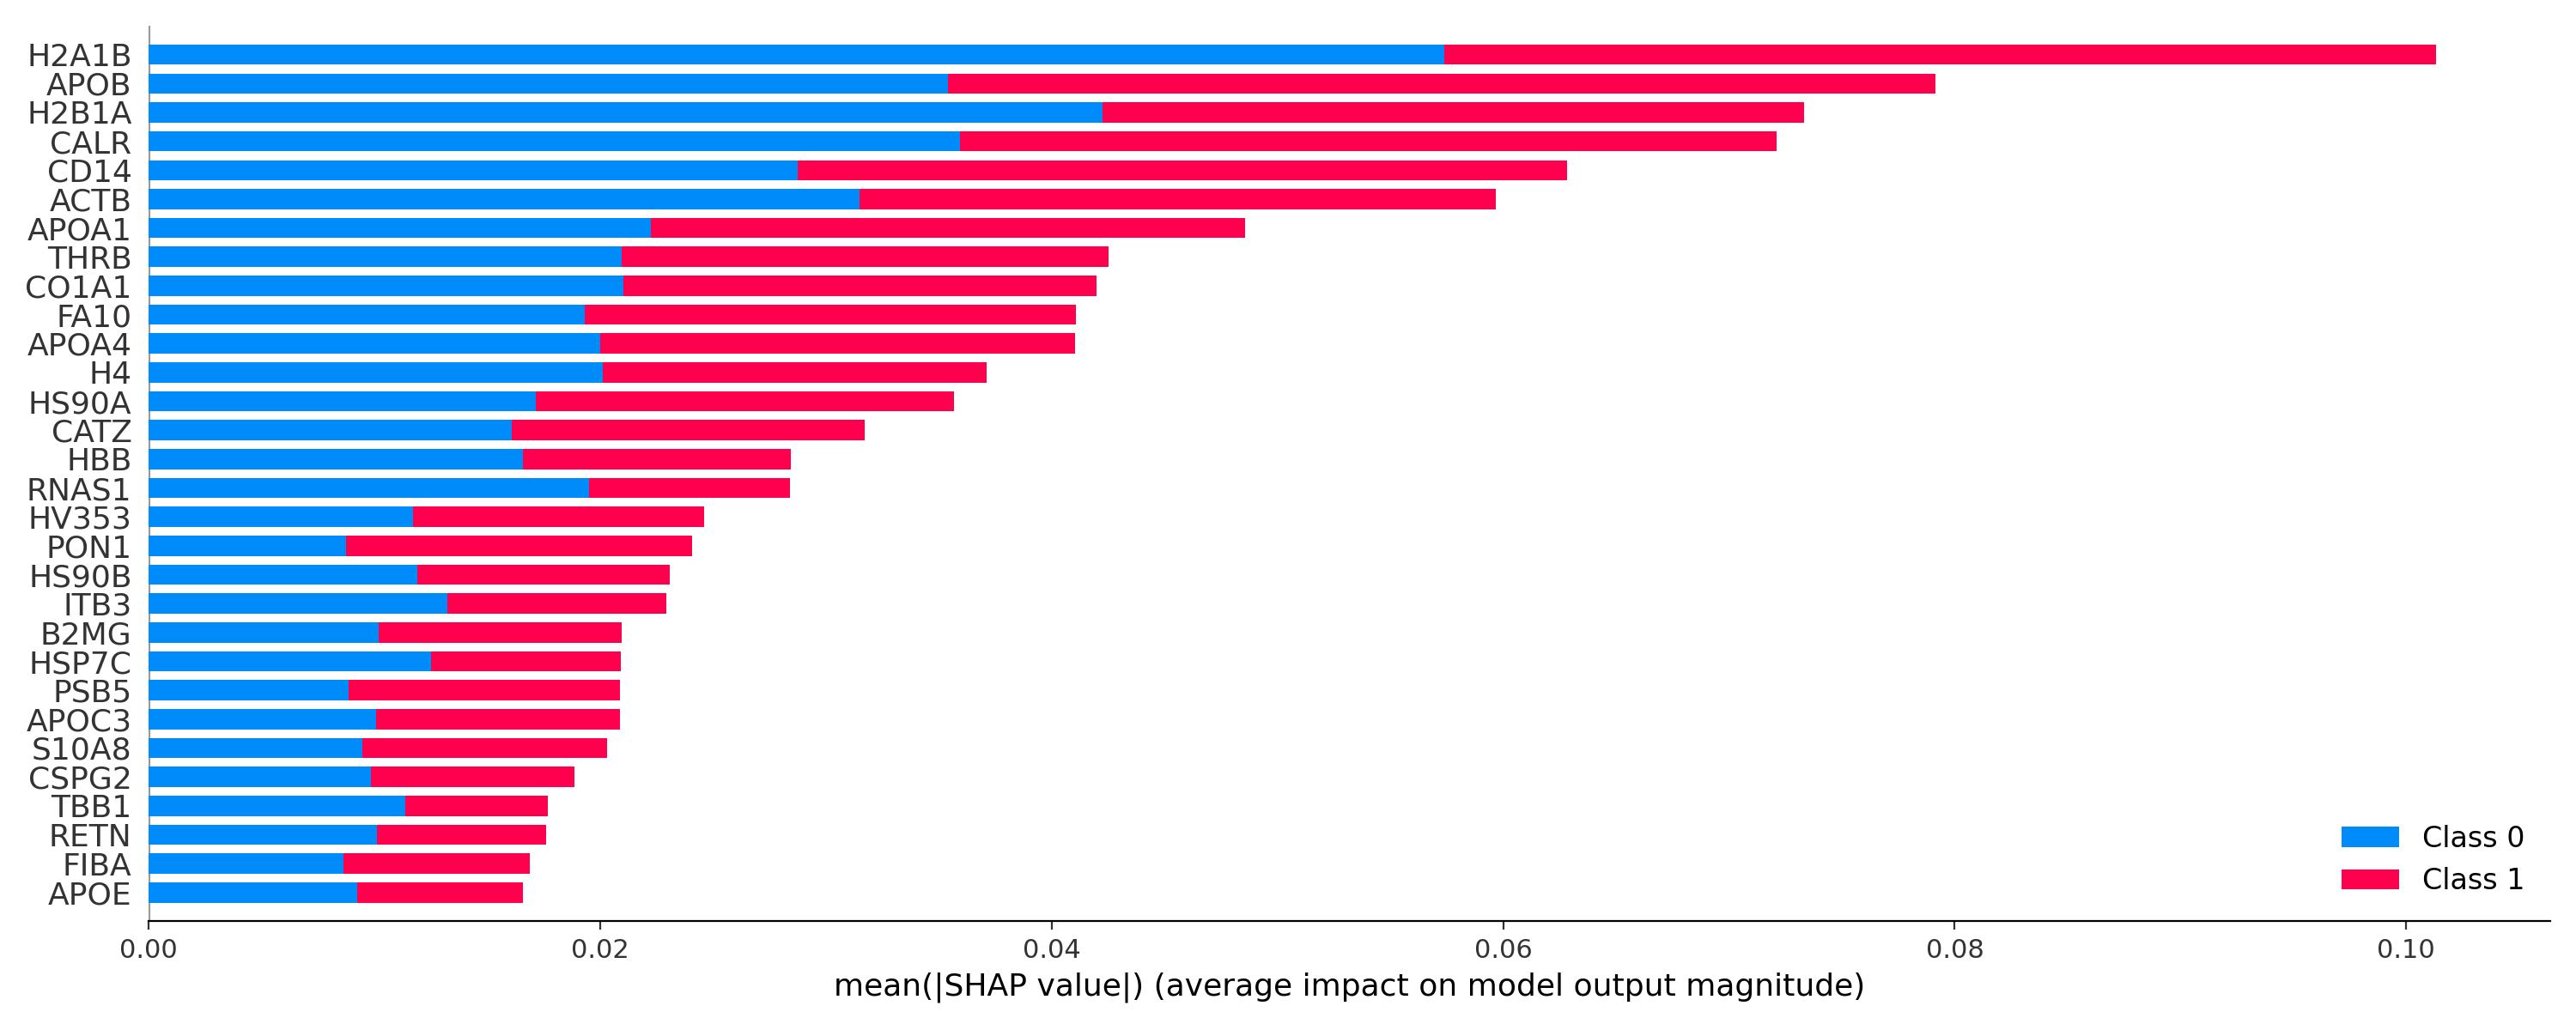 H2A1B
APOB
H2B1A
CALR
CD14
ACTB
APOA1
THRB
CO1A1
FA10
APOA4
H4
HS90A
CATZ
HBB
RNAS1
HV353
PON1
HS90B
ITB3
B2MG
HSP7C
PSB5
APOC3
S10A8
CSPG2
TBB1
RETN
FIBA
APOE
Class 0
Class 1
0.00 0.02 0.04 0.06 0.08 0.10
mean(|SHAP value|) (average impact on model output magnitude)